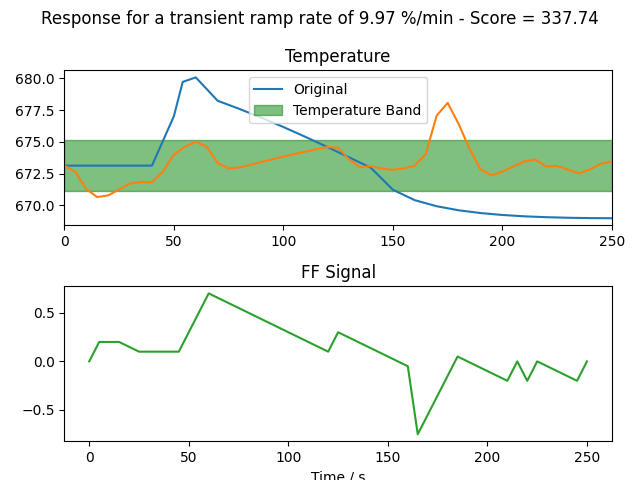 Response for a transient ramp rate of 9.97 %/min - Score = 337.74
Temperature
680.0
677.5
675.0
672.5
670.0
Original
Temperature Band
0 50 100 150 200 250
FF Signal
0.5
0.0
−0.5
0 50 100 150 200 250
Time / s